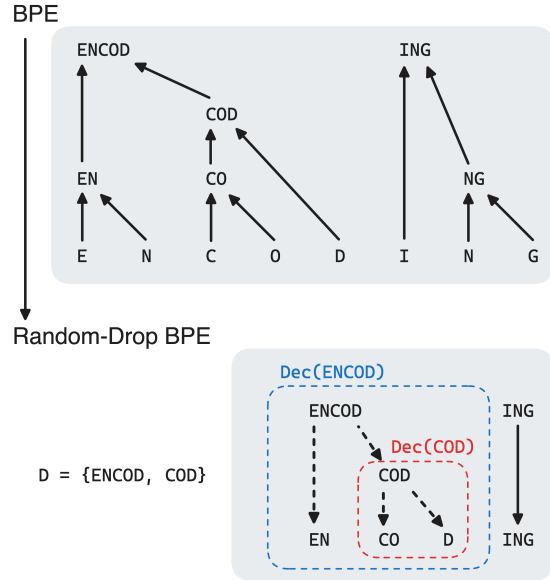 BPE
ENCOD ING
COD
EN CO NG
E N C O D I N G
Random-Drop BPE
Dec(ENCOD)
ENCOD ING
Dec(COD)
D = {ENCOD, COD} COD
EN CO D ING